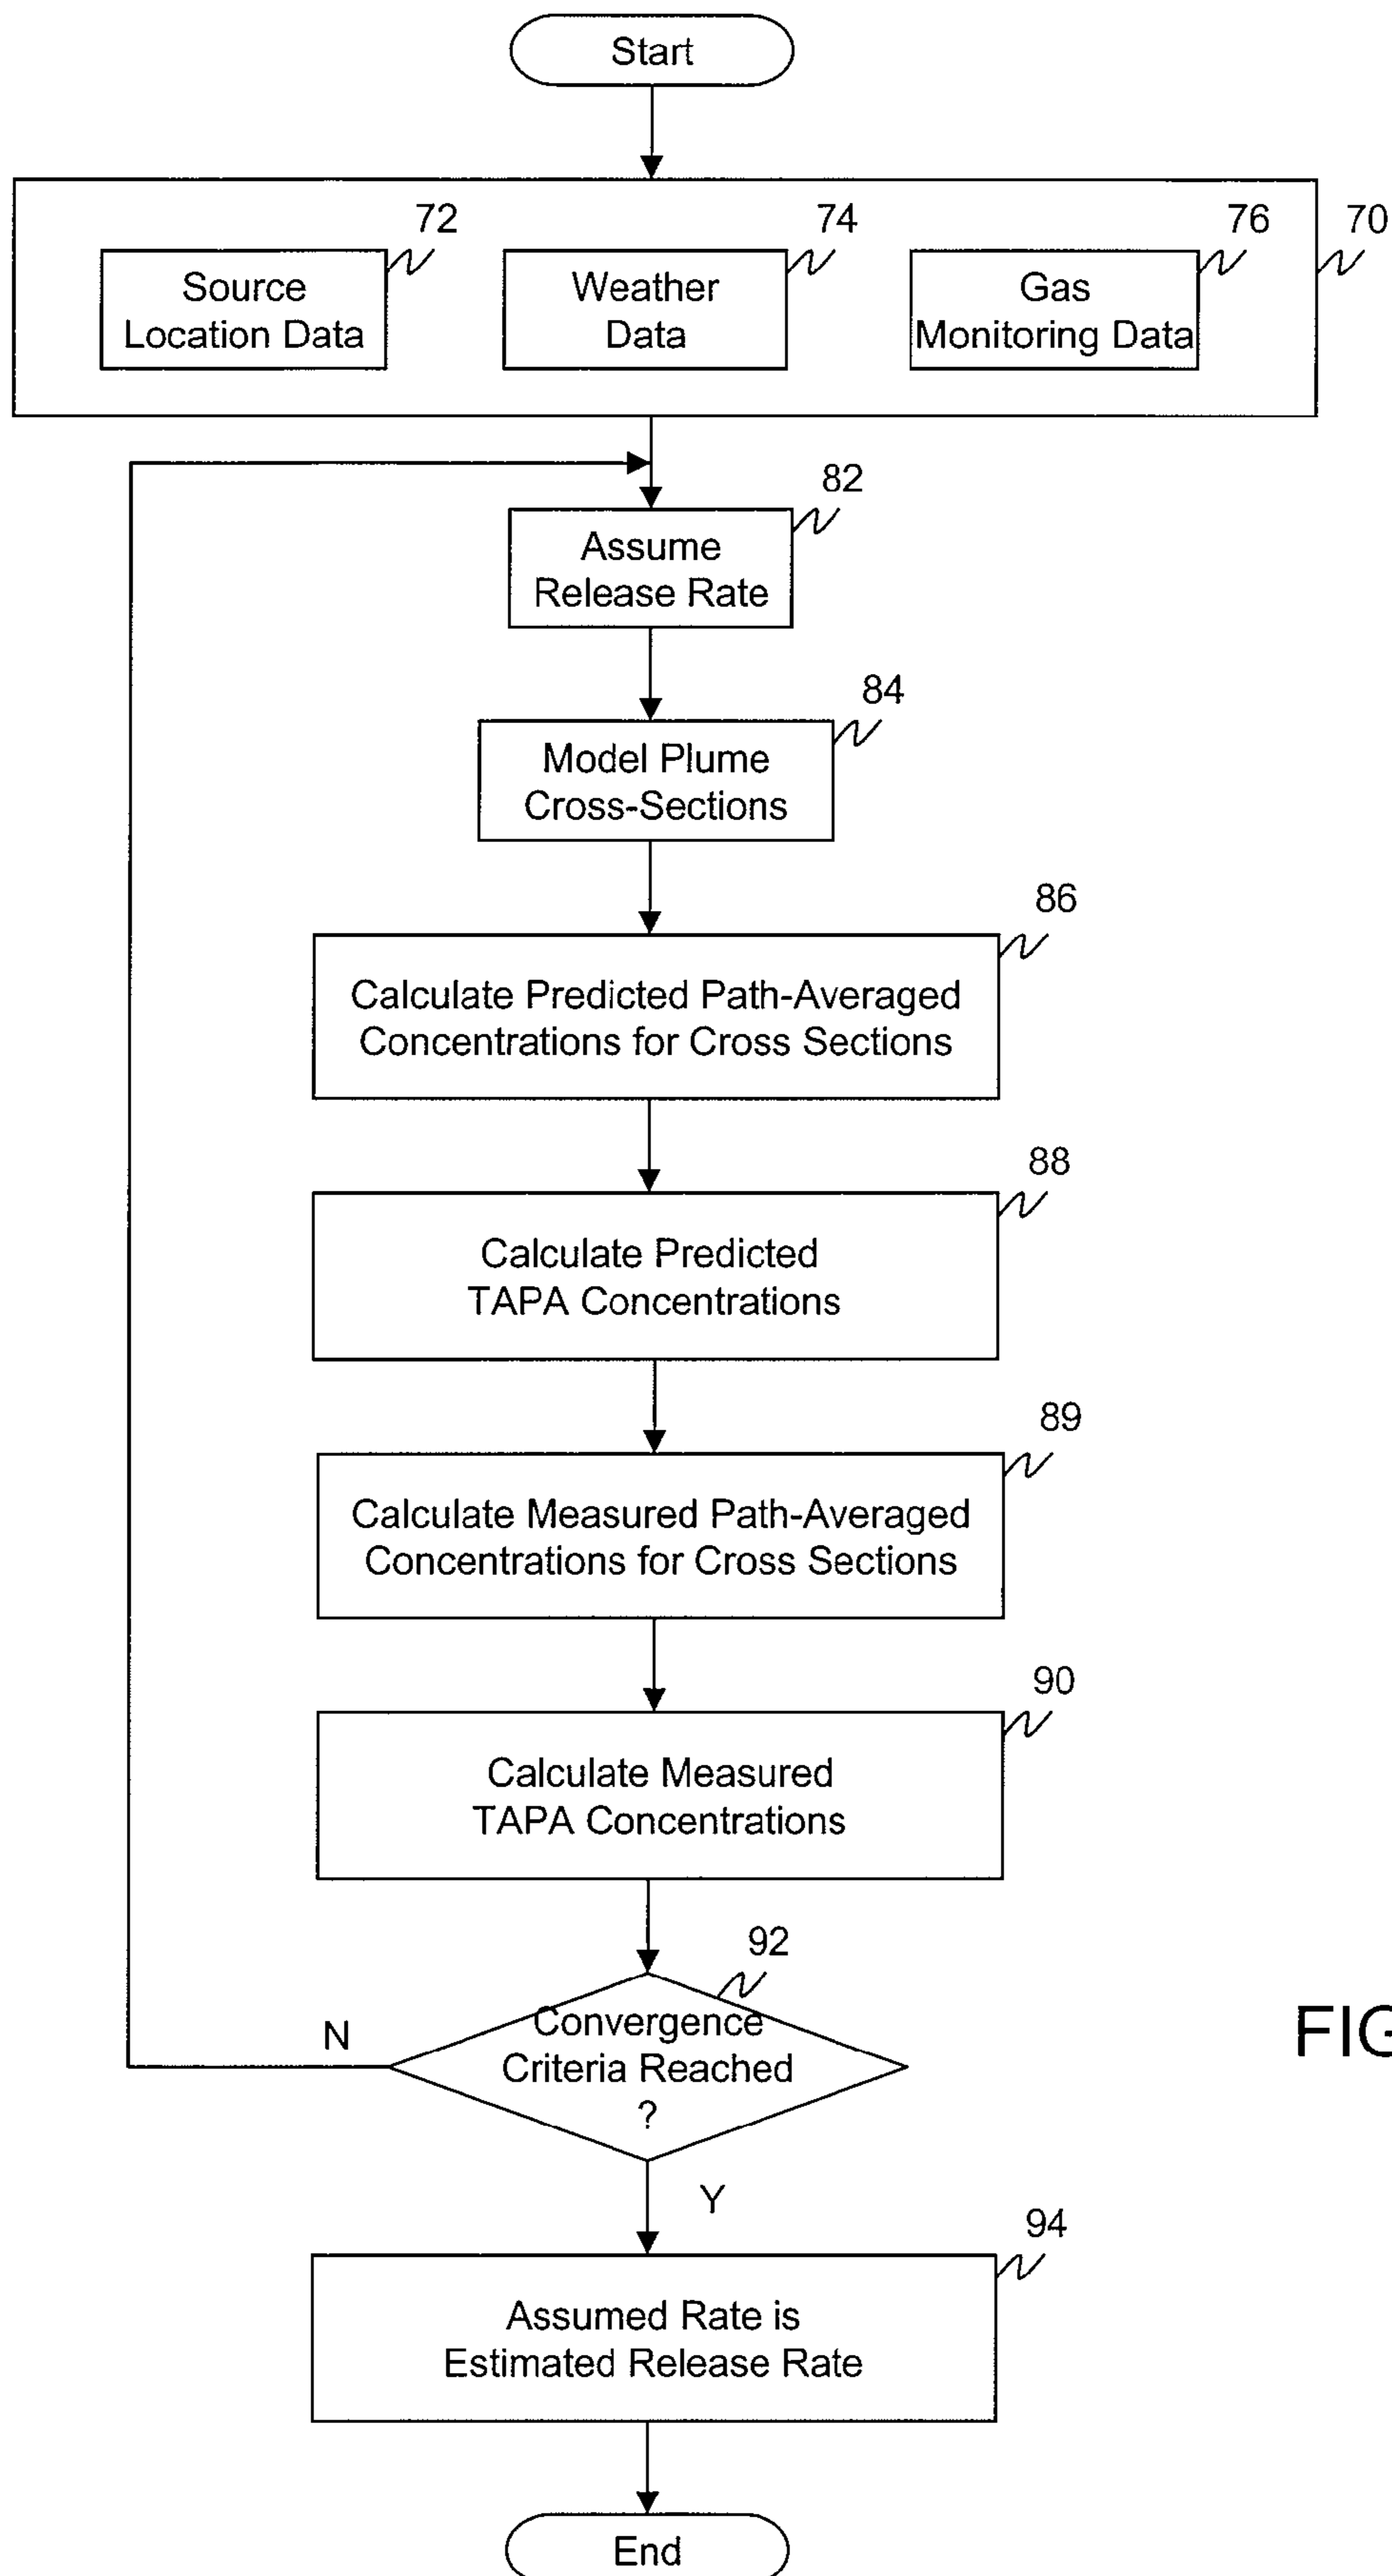 Start
72
74
76
70
Source
Location Data
Weather
Data
Gas
Monitoring Data
82
Assume
Release Rate
84
Model Plume
Cross-Sections
86
Calculate Predicted Path-Averaged
Concentrations for Cross Sections
88
Calculate Predicted
TAPA Concentrations
89
Calculate Measured Path-Averaged
Concentrations for Cross Sections
90
Calculate Measured
TAPA Concentrations
92
Convergence
Criteria Reached
?
N
Y
94
Assumed Rate is
Estimated Release Rate
End